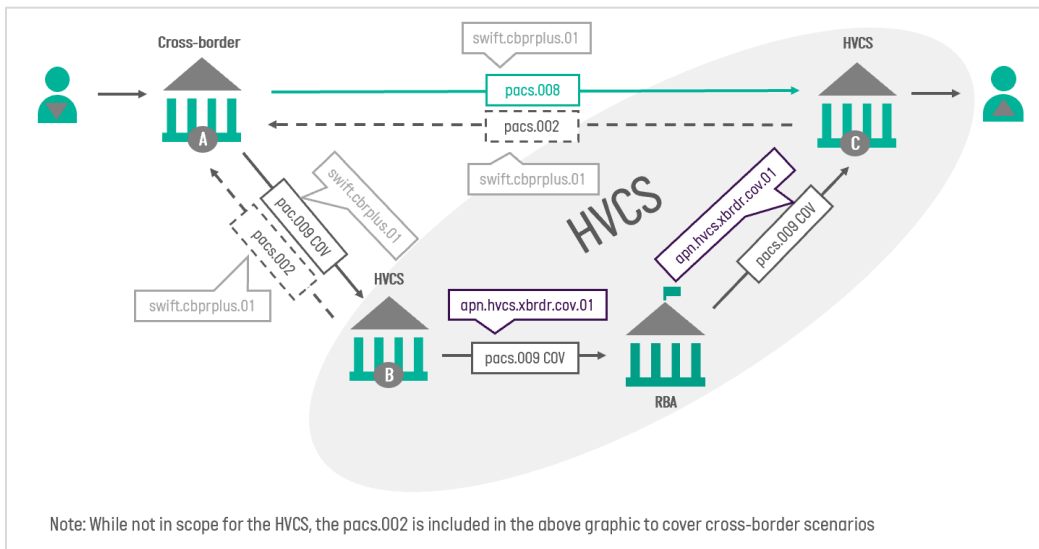 swift.cbprplus.01
Cross-border
HVCS
pacs.008
pacs.002
A
C
swift.cbprplus.01
swift.cbrplus.01
pac.009 COV
pacs.002
HVCS
apn.hvcs.xbrdr.cov.01
pacs.009 COV
swift.cbprplus.01
HVCS
apn.hvcs.xbrdr.cov.01
B
pacs.009 COV
RBA
Note: While not in scope for the HVCS, the pacs.002 is included in the above graphic to cover cross-border scenarios